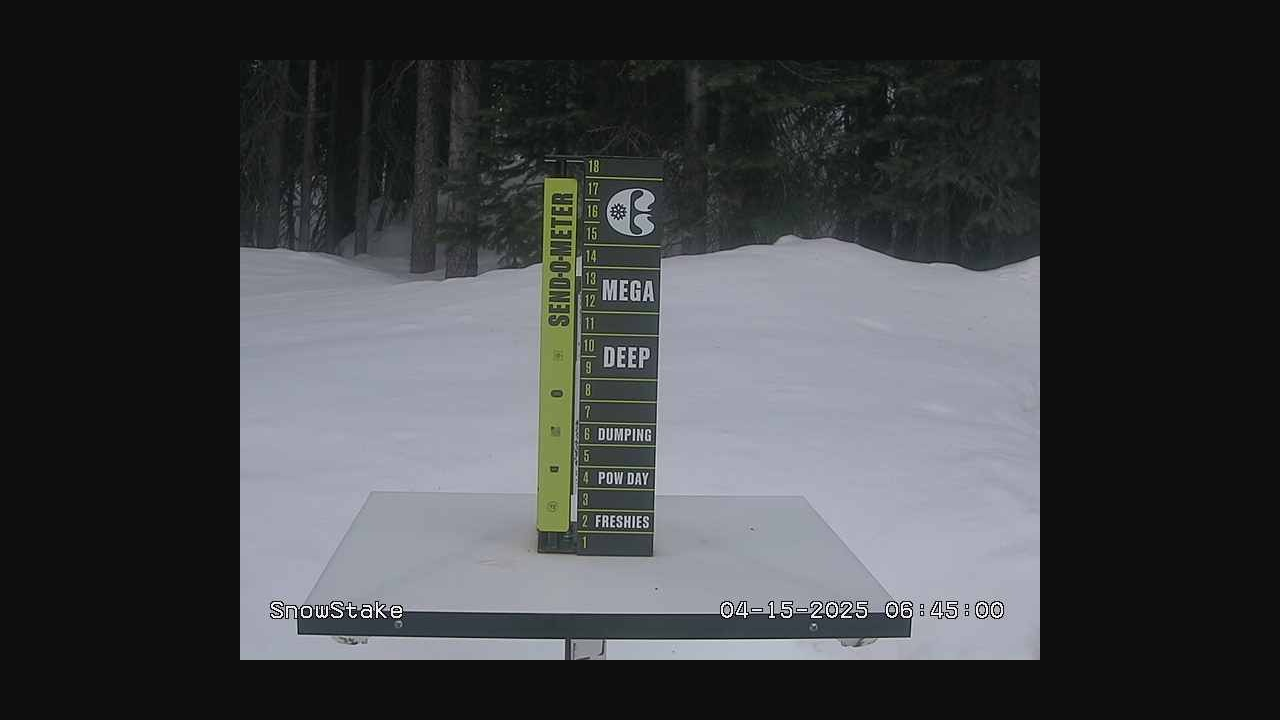 SEND-O-METER
18
17
16
15
14
13
12
MEGA
11
10
9
DEEP
8
7
6 DUMPING
5
4 POW DAY
3
2 FRESHIES
1
SnowStake
04-15-2025 06:45:00